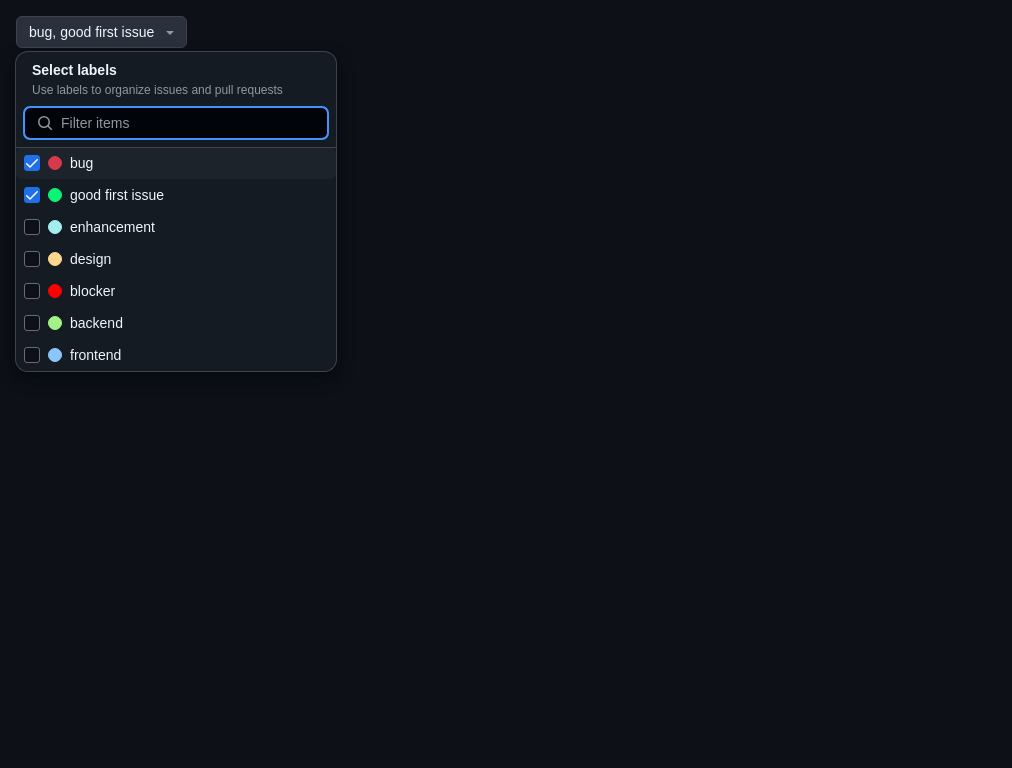 bug, good first issue
Select labels
Use labels to organize issues and pull requests
Filter items
bug
good first issue
enhancement
design
blocker
backend
frontend